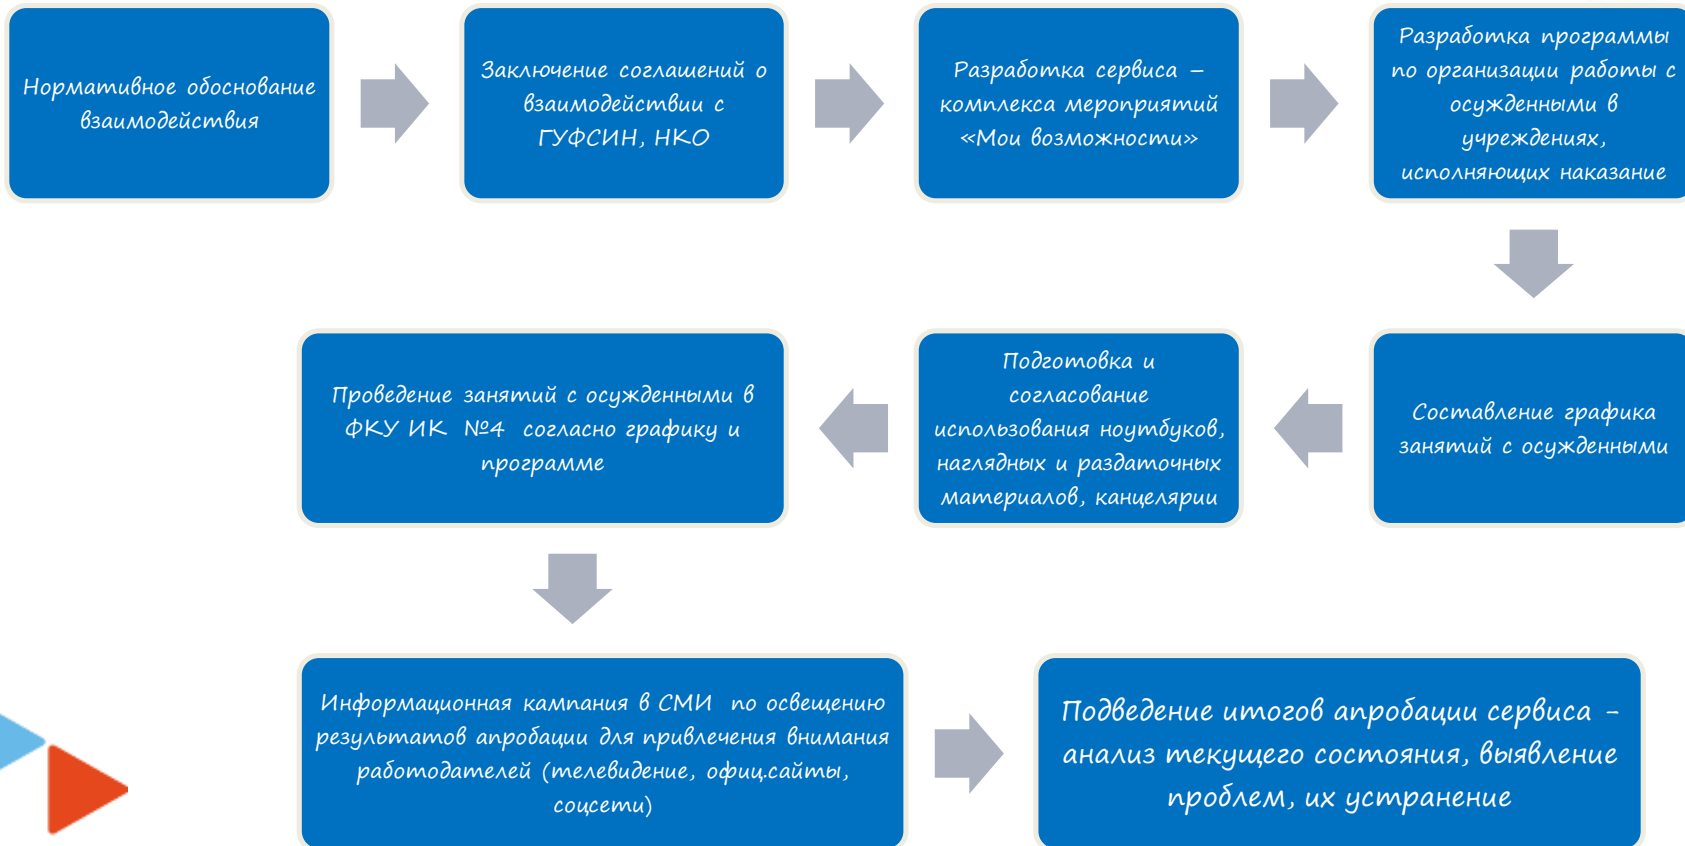 Нормативное обоснование
взаимодействия
Заключение соглашений о
взаимодействии с
ГУФСИН, НКО
Разработка сервиса –
комплекса мероприятий
«Мои возможности»
Разработка программы
по организации работы с
осужденными в
учреждениях,
исполняющих наказание
Составление графика
занятий с осужденными
Подготовка и
согласование
использования ноутбуков,
наглядных и раздаточных
материалов, канцелярии
Проведение занятий с осужденными в
ФКУ ИК №4 согласно графику и
программе
Информационная кампания в СМИ по освещению
результатов апробации для привлечения внимания
работодателей (телевидение, офиц.сайты,
соцсети)
Подведение итогов апробации сервиса -
анализ текущего состояния, выявление
проблем, их устранение